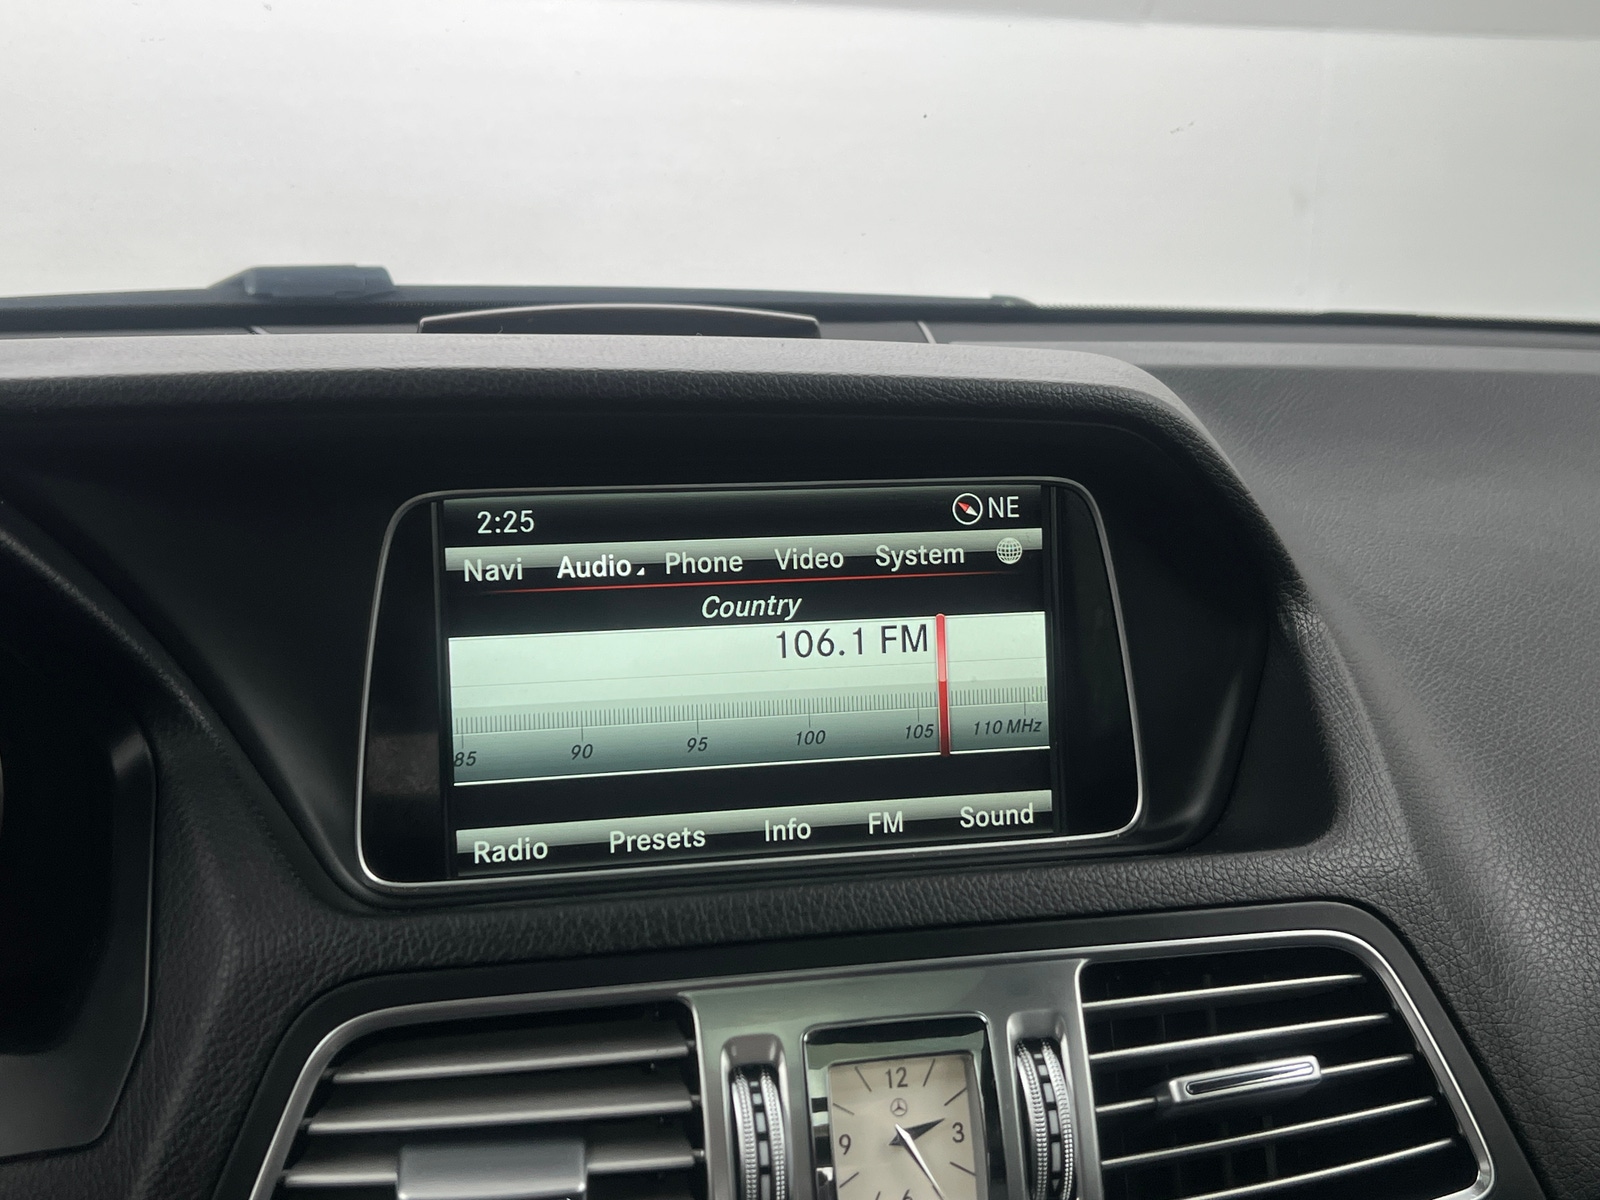 2:25 NE
Navi Audio Phone Video System
Country
106.1 FM
85 90 95 100 105 110 MHz
Radio Presets Info FM Sound
12
9 3
6